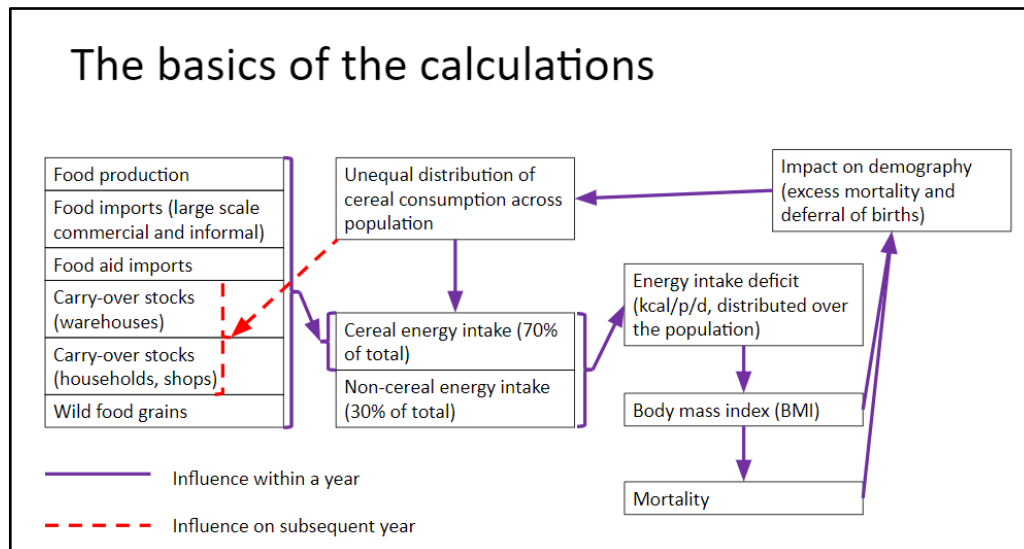 The basics of the calculations
Food production
Food imports (large scale
commercial and informal)
Food aid imports
Carry-over stocks
(warehouses)
Carry-over stocks
(households, shops)
Wild food grains
Unequal distribution of
cereal consumption across
population
Cereal energy intake (70%
of total)
Non-cereal energy intake
(30% of total)
Impact on demography
(excess mortality and
deferral of births)
Energy intake deficit
(kcal/p/d, distributed over
the population)
Body mass index (BMI)
Mortality
Influence within a year
Influence on subsequent year